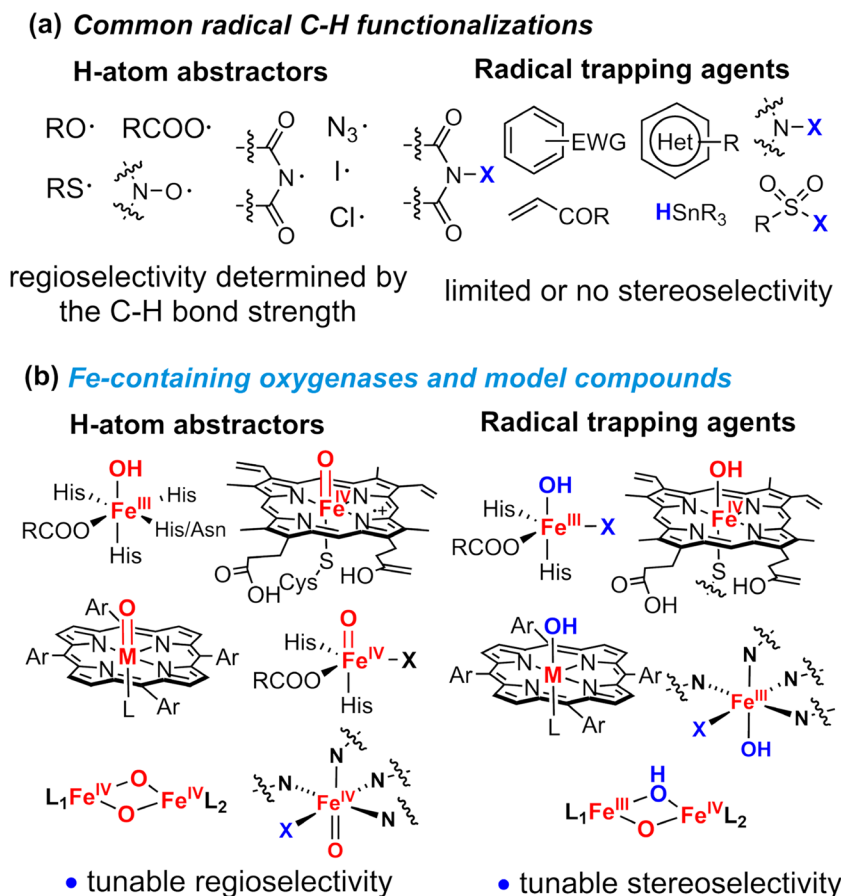 (a) Common radical C-H functionalizations
H-atom abstractors
Radical trapping agents
RO· RCOO· O N· O N3· O N-X O EWG Het R N-X
RS· N-O· I· Cl· COR HSnR3 O O R S X
regioselectivity determined by
the C-H bond strength
limited or no stereoselectivity
(b) Fe-containing oxygenases and model compounds
H-atom abstractors
Radical trapping agents
OH
His His
FeIII
RCOO His/Asn
His
O
FeIV
N N N N ·+
S
Cys
O OH HO
OH
His
FeIII X
RCOO
His
OH
FeIV
N N N N
S
O OH HO
O
Ar Ar Ar Ar
M
N N N N
L
O
His
FeIV X
RCOO
His
OH
Ar Ar Ar Ar
M
N N N N
L
N N N N
FeIII
X OH
L1FeIV O O FeIVL2
N N N N
FeIV
X O
H
L1FeIII O O FeIVL2
• tunable regioselectivity
• tunable stereoselectivity